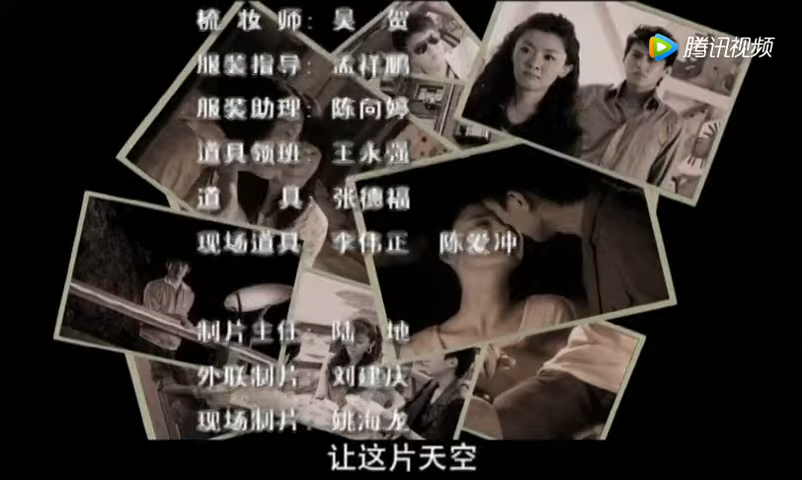 梳妆师：吴贺
腾讯视频
服装指导：孟祥鹏
服装助理：陈向婷
道具领班：王永强
道具：张德福
现场道具：李伟正 陈爱冲
制片主任：陆地
外联制片：刘建庆
现场制片：姚海龙
让这片天空